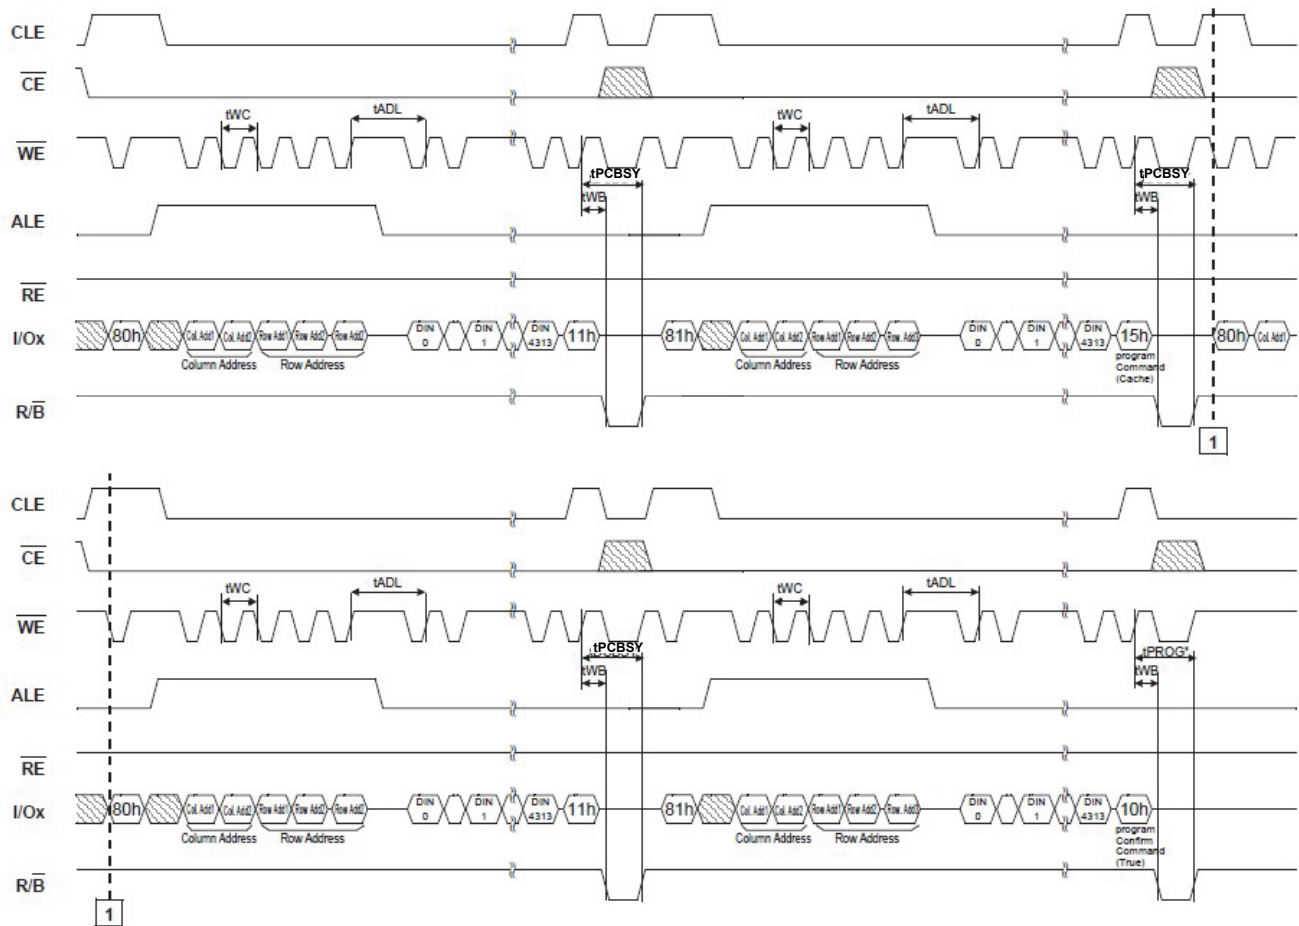 CLE
CE
tWC
tADL
tWC
tADL
WE
tPCBSY
tPCBSY
tWB
tWB
ALE
RE
I/Ox
80h
Col. Add1
Col. Add2
Row Add1
Row Add2
Row Add2
DIN
0
DIN
1
DIN
4313
11h
81h
Col. Add1
Col. Add2
Row Add1
Row Add2
Row. Add3
DIN
0
DIN
1
DIN
4313
15h
80h
Col. Add1
Column Address
Row Address
Column Address
Row Address
program
Command
(Cache)
R/B
1
CLE
CE
tWC
tADL
tWC
tADL
WE
tPCBSY
tPROG*
tWB
tWB
ALE
RE
I/Ox
80h
Col. Add1
Col. Add2
Row Add1
Row Add2
Row Add2
DIN
0
DIN
1
DIN
4313
11h
81h
Col. Add1
Col. Add2
Row Add1
Row Add2
Row. Add3
DIN
0
DIN
1
DIN
4313
10h
Column Address
Row Address
Column Address
Row Address
program
Confirm
Command
(True)
R/B
1